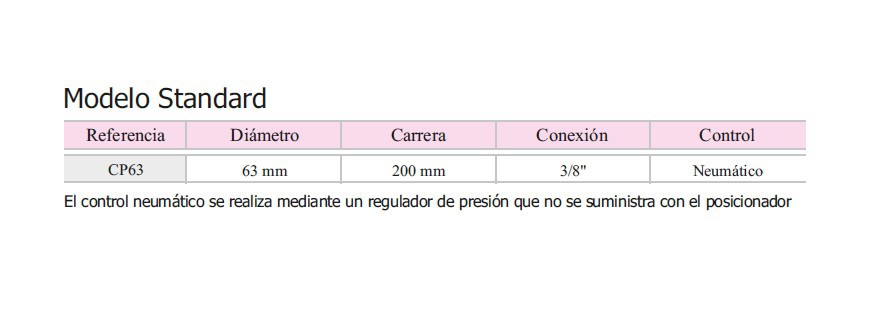 Modelo Standard
Referencia Diámetro Carrera Conexión Control
CP63 63 mm 200 mm 3/8" Neumático
El control neumático se realiza mediante un regulador de presión que no se suministra con el posicionador